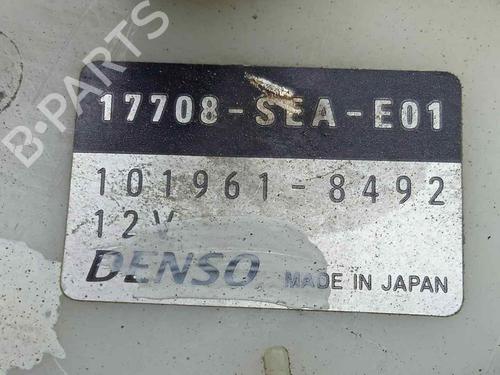 B-PARTS
17708-SEA-E01
101961-8492
12V
DENSO MADE IN JAPAN